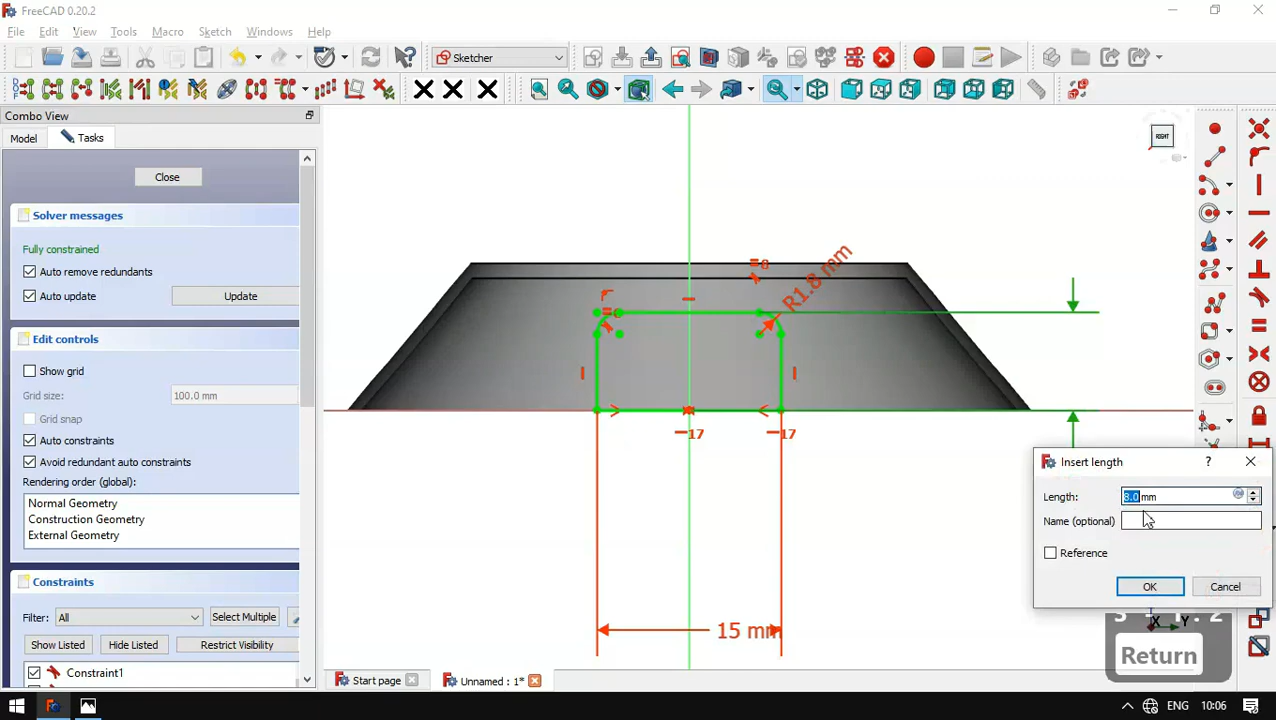 FreeCAD 0.20.2
File Edit View Tools Macro Sketch Windows Help
Sketcher
Combo View
Model Tasks
Close
Solver messages
Fully constrained
Auto remove redundants
Auto update Update
Edit controls
Show grid
Grid size: 100.0 mm
Grid snap
Auto constraints
Avoid redundant auto constraints
Rendering order (global):
Normal Geometry
Construction Geometry
External Geometry
Constraints
Filter: All Select Multiple
Show Listed Hide Listed Restrict Visibility
Constraint1
RIGHT
R1.8 mm
8
17 17
15 mm
Insert length
Length: 8.0 mm
Name (optional)
Reference
OK Cancel
X Y
Return
Start page Unnamed : 1*
ENG 10:06